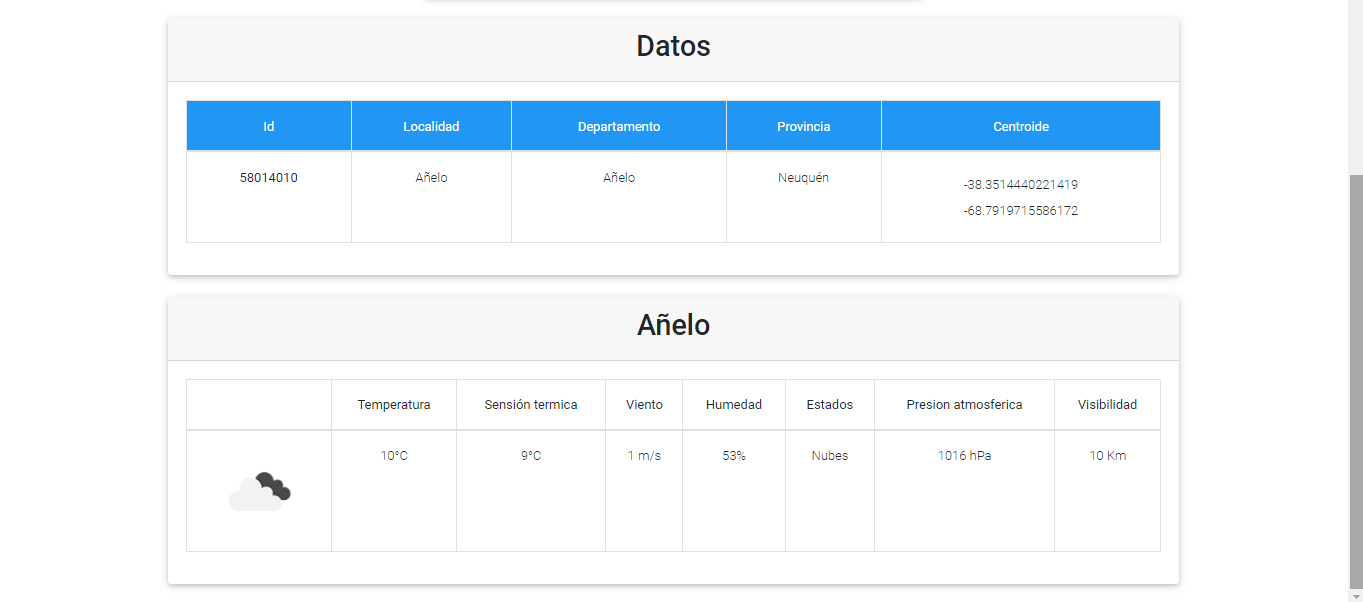 Datos
Id Localidad Departamento Provincia Centroide
58014010 Añelo Añelo Neuquén -38.3514440221419
-68.7919715586172
Añelo
Temperatura Sensión termica Viento Humedad Estados Presion atmosferica Visibilidad
10°C 9°C 1 m/s 53% Nubes 1016 hPa 10 Km